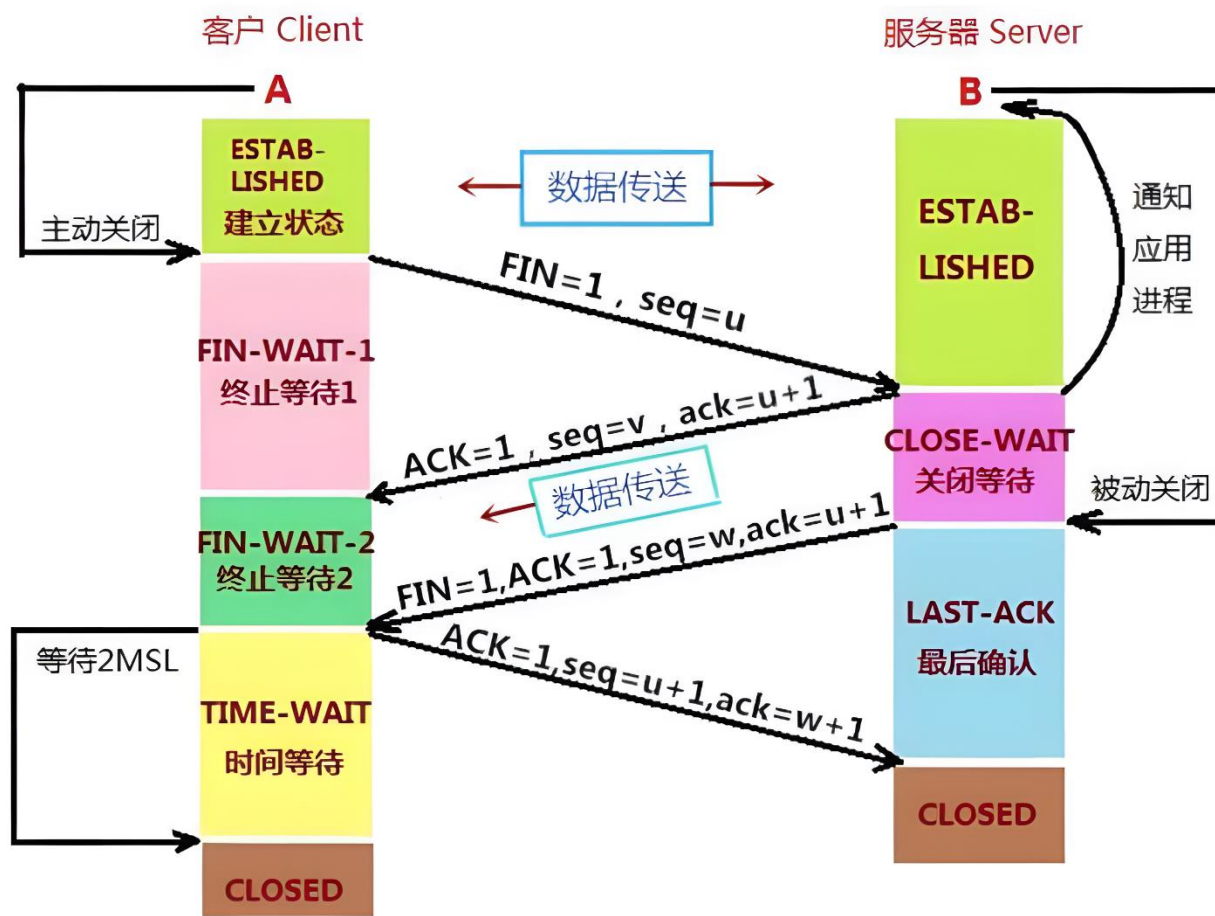 客户 Client
服务器 Server
A
B
ESTAB-
LISHED
建立状态
数据传送
ESTAB-
LISHED
通知
应用
进程
主动关闭
FIN=1，seq=u
FIN-WAIT-1
终止等待1
ACK=1，seq=v，ack=u+1
CLOSE-WAIT
关闭等待
数据传送
被动关闭
FIN-WAIT-2
终止等待2
FIN=1,ACK=1,seq=w,ack=u+1
LAST-ACK
最后确认
等待2MSL
ACK=1,seq=u+1,ack=w+1
TIME-WAIT
时间等待
CLOSED
CLOSED